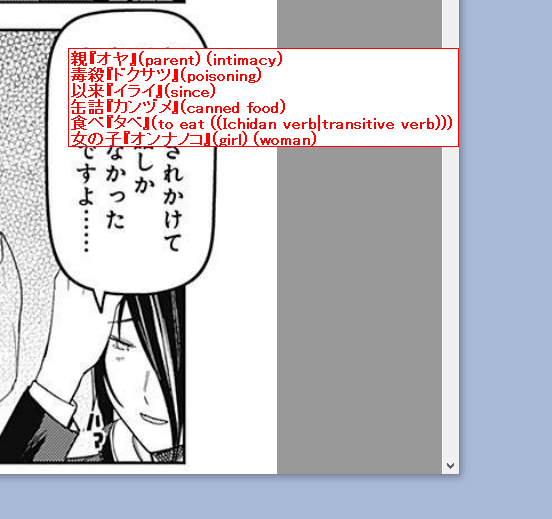 親『オヤ』(parent) (intimacy)
毒殺『ドクサツ』(poisoning)
以来『イライ』(since)
缶詰『カンヅメ』(canned food)
食べ『タベ』(to eat ((Ichidan verb|transitive verb)))
女の子『オンナノコ』(girl) (woman)
されかけて
しか
なかった
ですよ……
ハ?